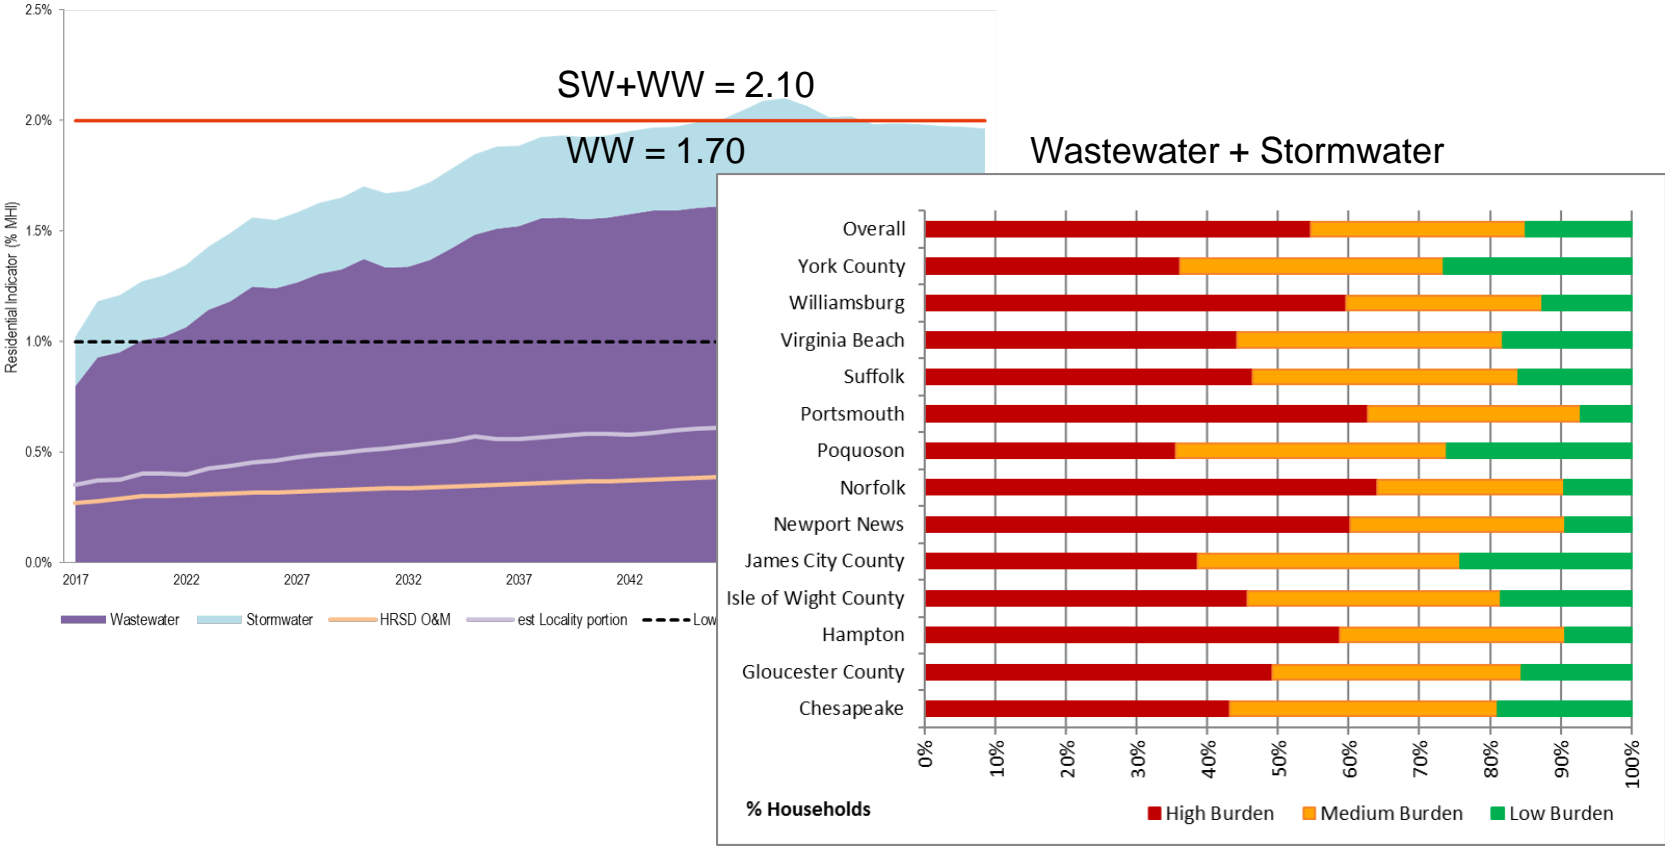 2.5%
2.0%
1.5%
1.0%
0.5%
0.0%
Residential Indicator (% MHI)
SW+WW = 2.10
WW = 1.70
2017 2022 2027 2032 2037 2042
Wastewater Stormwater HRSD O&M est Locality portion Low
Wastewater + Stormwater
Overall
York County
Williamsburg
Virginia Beach
Suffolk
Portsmouth
Poquoson
Norfolk
Newport News
James City County
Isle of Wight County
Hampton
Gloucester County
Chesapeake
0% 10% 20% 30% 40% 50% 60% 70% 80% 90% 100%
% Households
High Burden Medium Burden Low Burden